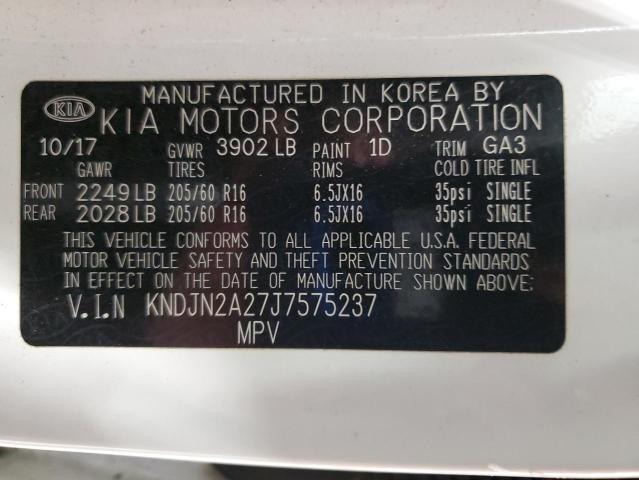 MANUFACTURED IN KOREA BY
KIA KIA MOTORS CORPORATION
10/17 GVWR 3902 LB PAINT 1D TRIM GA3
GAWR TIRES RIMS COLD TIRE INFL
FRONT 2249 LB 205/60 R16 6.5JX16 35psi SINGLE
REAR 2028 LB 205/60 R16 6.5JX16 35psi SINGLE
THIS VEHICLE CONFORMS TO ALL APPLICABLE U.S.A. FEDERAL
MOTOR VEHICLE SAFETY AND THEFT PREVENTION STANDARDS
IN EFFECT ON THE DATE OF MANUFACTURE SHOWN ABOVE:
V.I.N KNDJN2A27J7575237
MPV